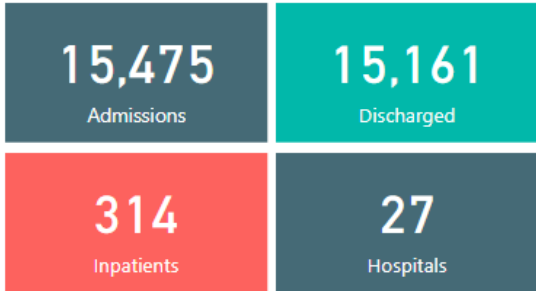 15,475
Admissions
15,161
Discharged
314
Inpatients
27
Hospitals